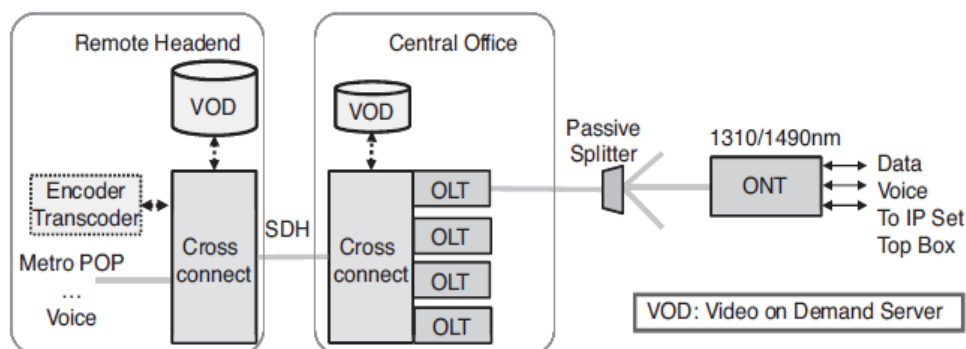 Remote Headend
VOD
Encoder
Transcoder
Metro POP
...
Voice
Cross
connect
SDH
Central Office
VOD
Cross
connect
OLT
OLT
OLT
OLT
Passive
Splitter
1310/1490nm
ONT
Data
Voice
To IP Set
Top Box
VOD: Video on Demand Server